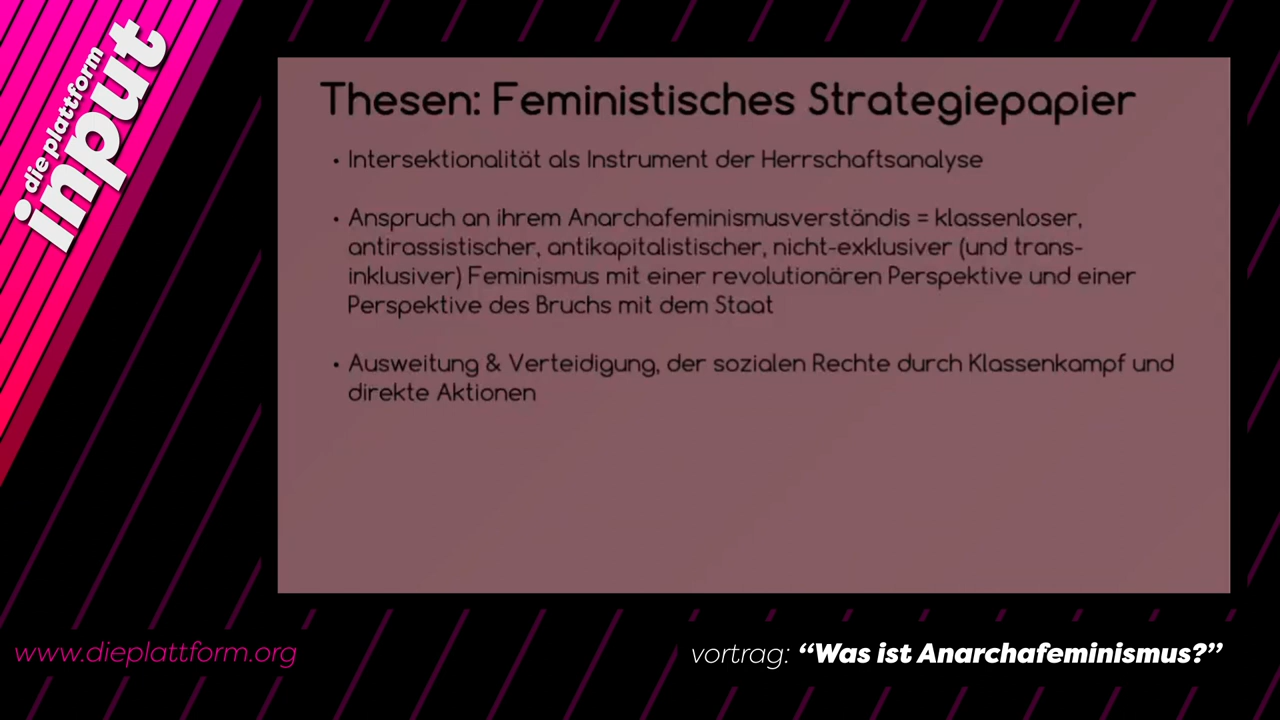 die plattform
input
Thesen: Feministisches Strategiepapier
• Intersektionalität als Instrument der Herrschaftsanalyse
• Anspruch an ihrem Anarchafeminismusverständis = klassenloser,
antirassistischer, antikapitalistischer, nicht-exklusiver (und trans-
inklusiver) Feminismus mit einer revolutionären Perspektive und einer
Perspektive des Bruchs mit dem Staat
• Ausweitung & Verteidigung, der sozialen Rechte durch Klassenkampf und
direkte Aktionen
www.dieplattform.org
vortrag: “Was ist Anarchafeminismus?”